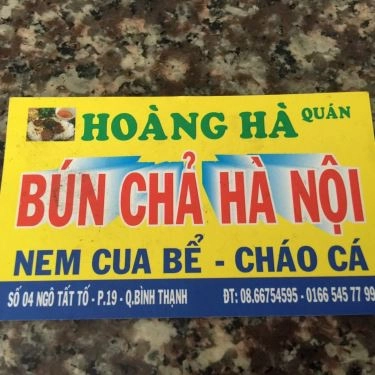 HOÀNG HÀ QUÁN
BÚN CHẢ HÀ NỘI
NEM CUA BỂ - CHÁO CÁ
SỐ 04 NGÔ TẤT TỐ - P.19 - Q.BÌNH THẠNH ĐT: 08.66754595 - 0166 545 77 99